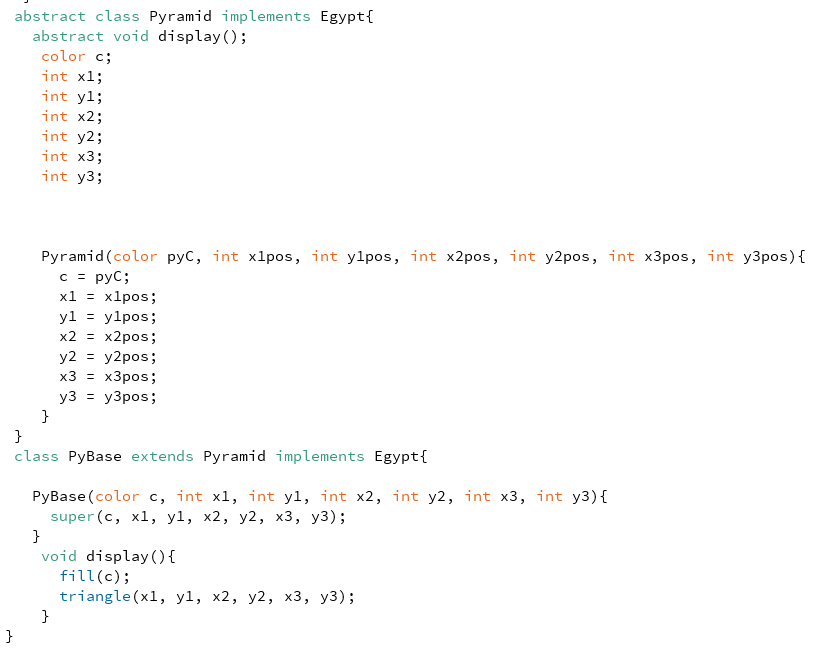 abstract class Pyramid implements Egypt{
abstract void display();
color c;
int x1;
int y1;
int x2;
int y2;
int x3;
int y3;
Pyramid(color pyC, int x1pos, int y1pos, int x2pos, int y2pos, int x3pos, int y3pos){
c = pyC;
x1 = x1pos;
y1 = y1pos;
x2 = x2pos;
y2 = y2pos;
x3 = x3pos;
y3 = y3pos;
}
}
class PyBase extends Pyramid implements Egypt{
PyBase(color c, int x1, int y1, int x2, int y2, int x3, int y3){
super(c, x1, y1, x2, y2, x3, y3);
}
void display(){
fill(c);
triangle(x1, y1, x2, y2, x3, y3);
}
}